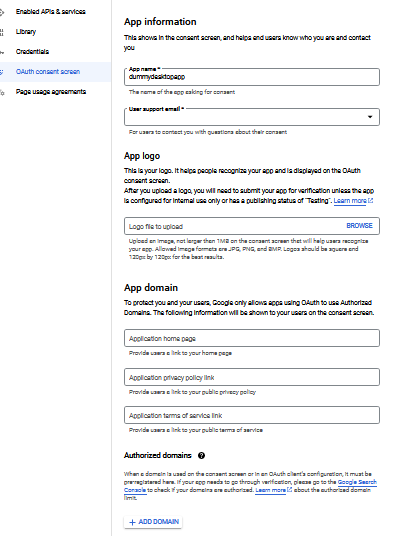 Enabled APIs & services
Library
Credentials
OAuth consent screen
Page usage agreements
App information
This shows in the consent screen, and helps end users know who you are and contact
you
App name *
dummydesktopapp
The name of the app asking for consent
User support email *
For users to contact you with questions about their consent
App logo
This is your logo. It helps people recognize your app and is displayed on the OAuth
consent screen.
After you upload a logo, you will need to submit your app for verification unless the app
is configured for internal use only or has a publishing status of "Testing". Learn more
Logo file to upload
BROWSE
Upload an image, not larger than 1MB on the consent screen that will help users recognize
your app. Allowed image formats are JPG, PNG, and BMP. Logos should be square and
120px by 120px for the best results.
App domain
To protect you and your users, Google only allows apps using OAuth to use Authorized
Domains. The following information will be shown to your users on the consent screen.
Application home page
Provide users a link to your home page
Application privacy policy link
Provide users a link to your public privacy policy
Application terms of service link
Provide users a link to your public terms of service
Authorized domains ?
When a domain is used on the consent screen or in an OAuth client's configuration, it must be
pre-registered here. If your app needs to go through verification, please go to the Google Search
Console to check if your domains are authorized. Learn more about the authorized domain
limit.
+ ADD DOMAIN